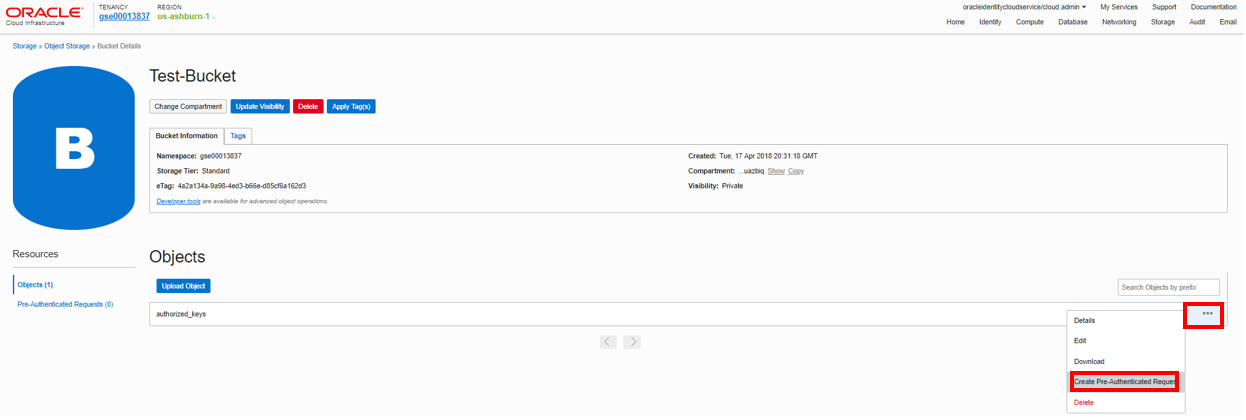 ORACLE
Cloud Infrastructure
TENANCY
gse00013837
REGION
us-ashburn-1
oracleidentitycloudservice/cloud.admin My Services Support Documentation
Home Identity Compute Database Networking Storage Audit Email
Storage » Object Storage » Bucket Details
B
Test-Bucket
Change Compartment Update Visibility Delete Apply Tag(s)
Bucket Information Tags
Namespace: gse00013837 Created: Tue, 17 Apr 2018 20:31:18 GMT
Storage Tier: Standard Compartment: ...uazbiq Show Copy
eTag: 4a2a134a-9a98-4ed3-b66e-d85cf6a162d3 Visibility: Private
Developer tools are available for advanced object operations.
Resources
Objects (1)
Pre-Authenticated Requests (0)
Objects
Upload Object Search Objects by prefix
authorized_keys •••
Details
Edit
Download
Create Pre-Authenticated Reques
Delete